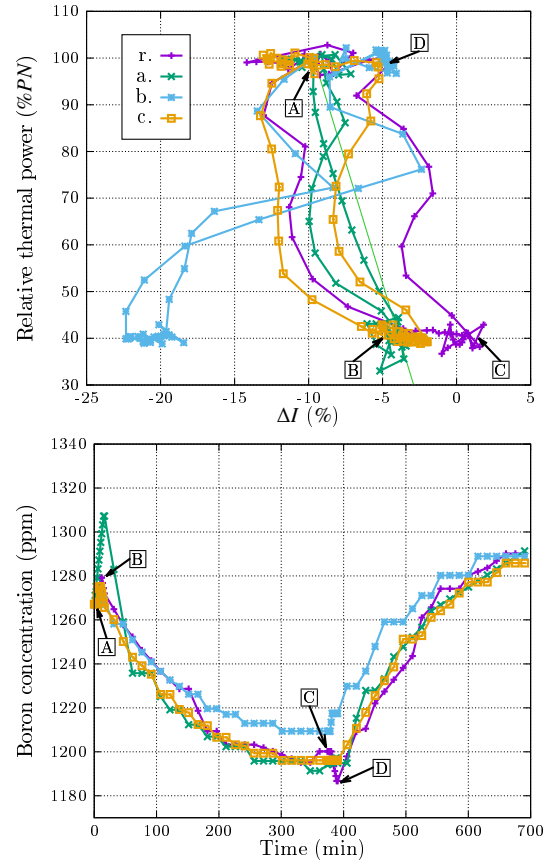 110
100
90
80
70
60
50
40
30
Relative thermal power (%PN)
r.
a.
b.
c.
A
B
C
D
-25
-20
-15
-10
-5
0
5
ΔI (%)
1340
1320
1300
1280
1260
1240
1220
1200
1180
Boron concentration (ppm)
B
A
C
D
0
100
200
300
400
500
600
700
Time (min)